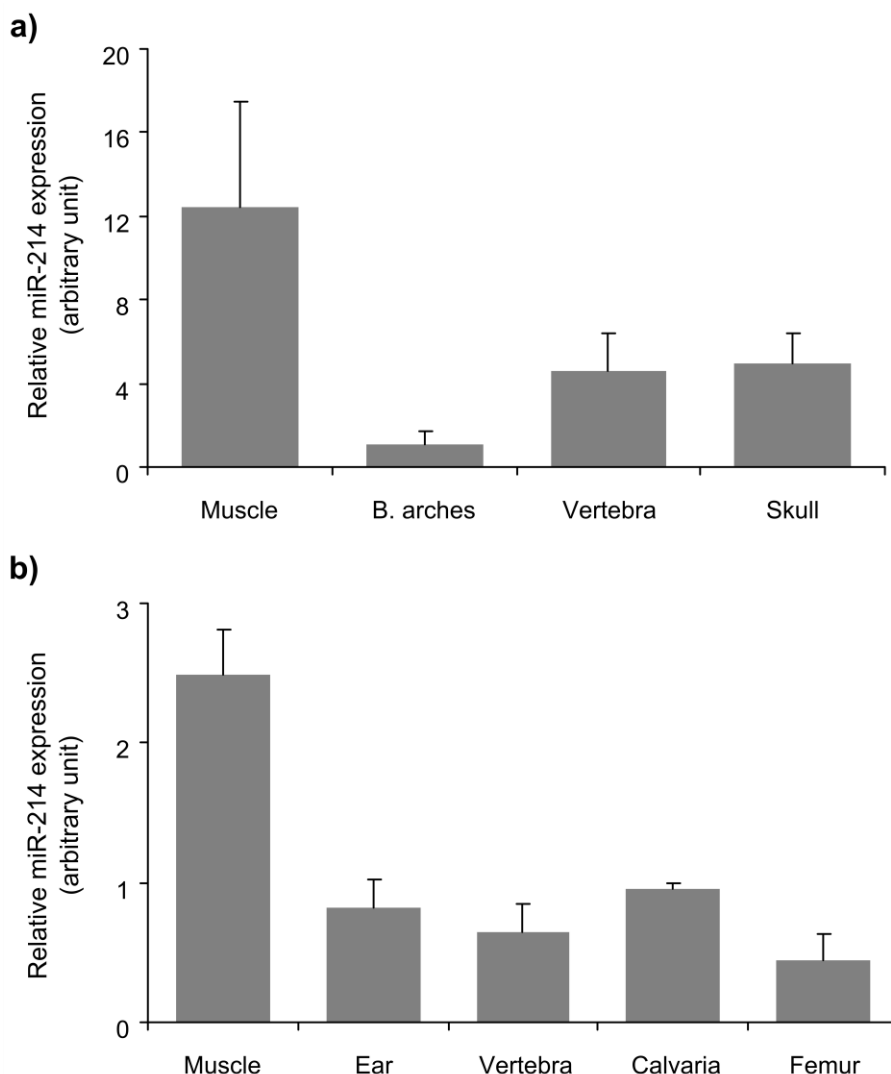 a)
Relative miR-214 expression
(arbitrary unit)
20
16
12
8
4
0
Muscle B. arches Vertebra Skull
b)
Relative miR-214 expression
(arbitrary unit)
3
2
1
0
Muscle Ear Vertebra Calvaria Femur